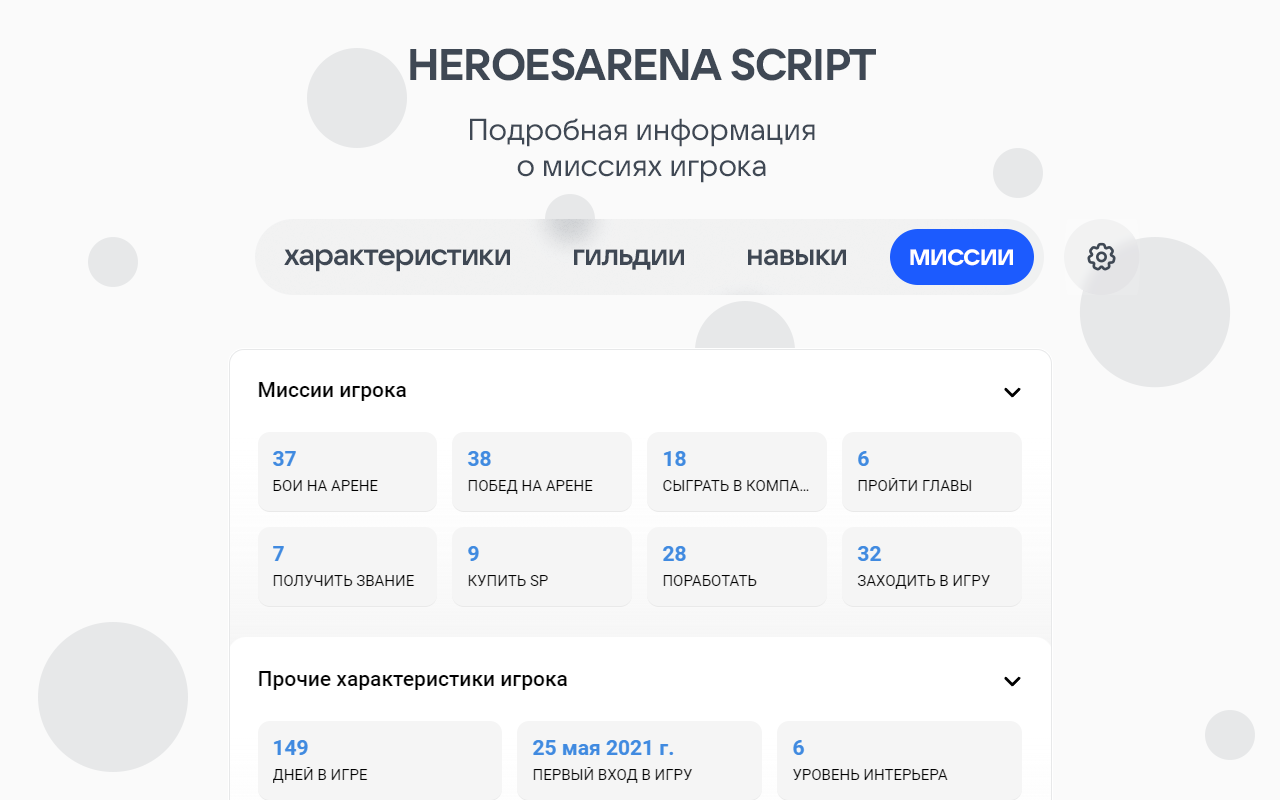 HEROESARENA SCRIPT
Подробная информация
о миссиях игрока
характеристики гильдии навыки миссии
Миссии игрока
37 38 18 6
БОИ НА АРЕНЕ ПОБЕД НА АРЕНЕ СЫГРАТЬ В КОМПА... ПРОЙТИ ГЛАВЫ
7 9 28 32
ПОЛУЧИТЬ ЗВАНИЕ КУПИТЬ SP ПОРАБОТАТЬ ЗАХОДИТЬ В ИГРУ
Прочие характеристики игрока
149 25 мая 2021 г. 6
ДНЕЙ В ИГРЕ ПЕРВЫЙ ВХОД В ИГРУ УРОВЕНЬ ИНТЕРЬЕРА